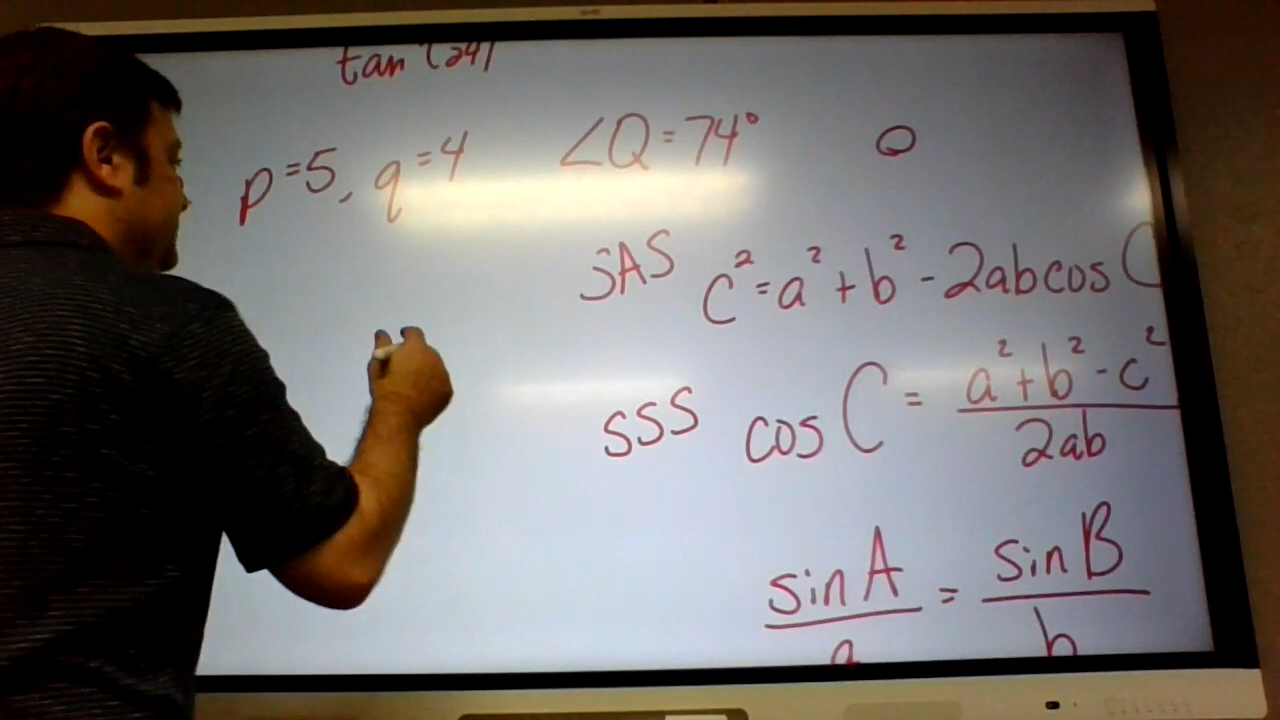 tan (24)
p=5, q=4 ∠Q=74° O
SAS c²=a²+b²-2abcos C
SSS cos C = a²+b²-c² / 2ab
sin A / a = sin B / b